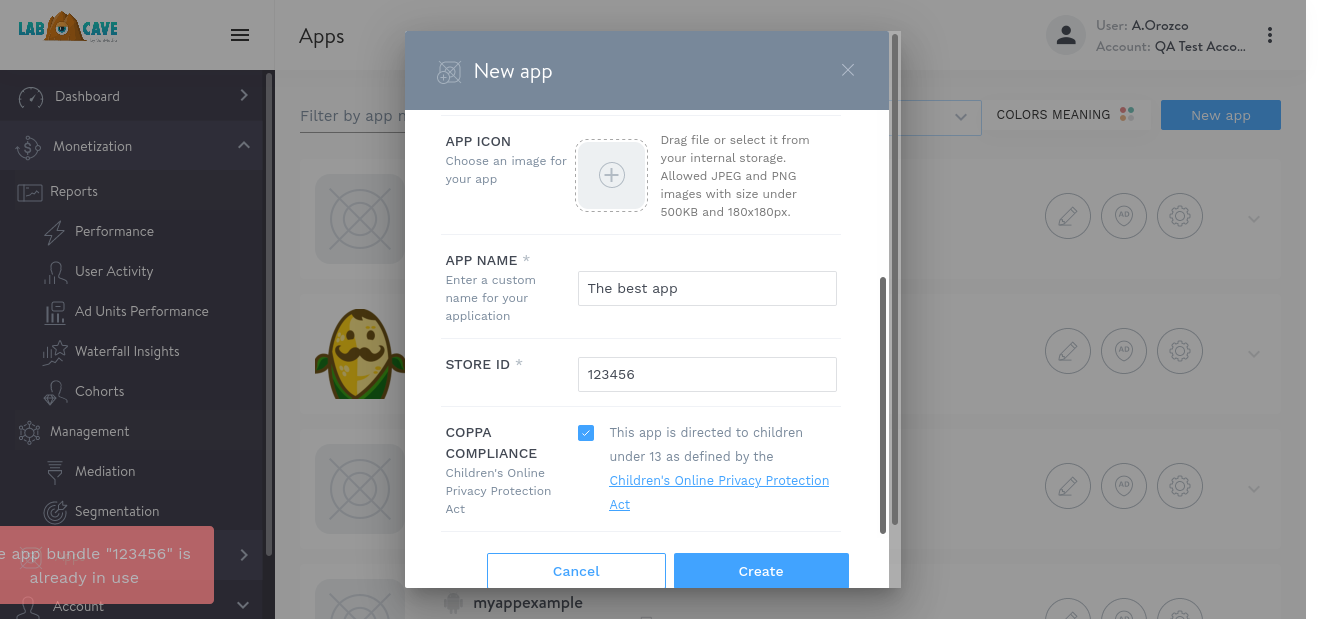 LAB CAVE
Apps
User: A.Orozco
Account: QA Test Acco...
Dashboard
Monetization
Reports
Performance
User Activity
Ad Units Performance
Waterfall Insights
Cohorts
Management
Mediation
Segmentation
app bundle "123456" is
already in use
Account
Filter by app
COLORS MEANING
New app
New app
APP ICON
Choose an image for
your app
Drag file or select it from
your internal storage.
Allowed JPEG and PNG
images with size under
500KB and 180x180px.
APP NAME *
Enter a custom
name for your
application
The best app
STORE ID *
123456
COPPA
COMPLIANCE
Children's Online
Privacy Protection
Act
This app is directed to children
under 13 as defined by the
Children's Online Privacy Protection
Act
Cancel
Create
AD
AD
AD
AD
myappexample